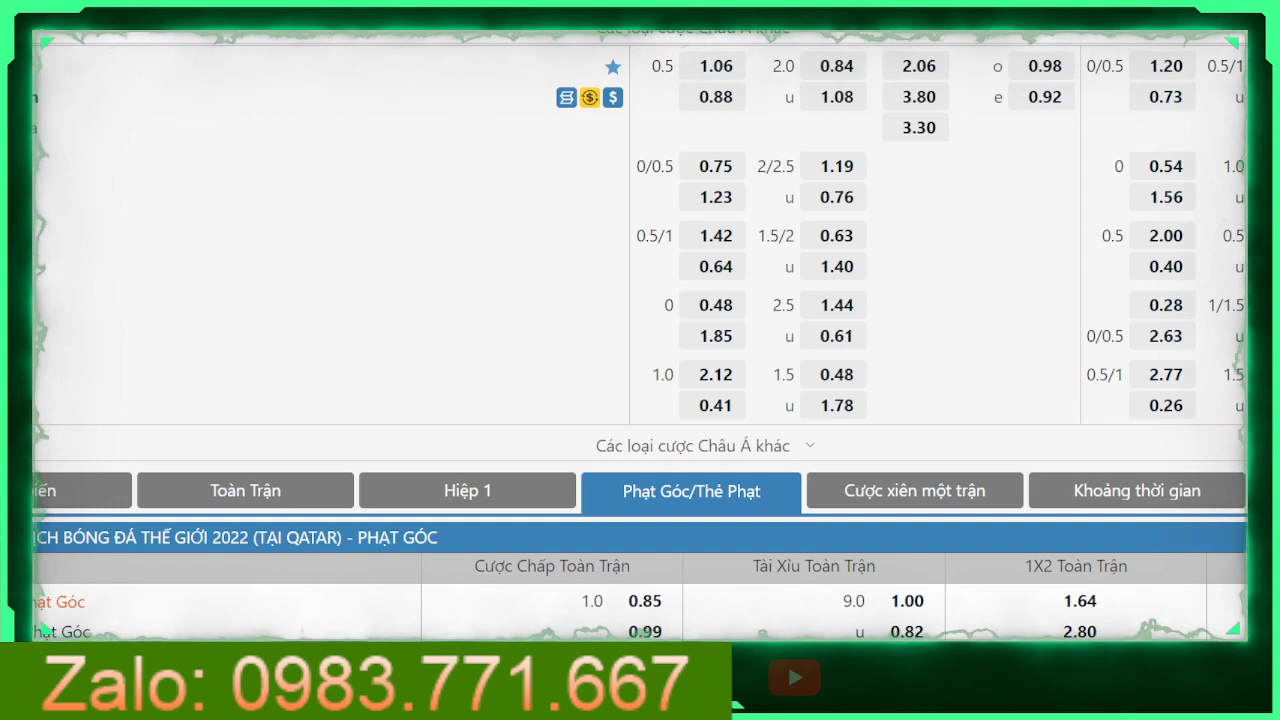 0.5 1.06 2.0 0.84 2.06 o 0.98 0/0.5 1.20 0.5/1
0.88 u 1.08 3.80 e 0.92 0.73 u
3.30
0/0.5 0.75 2/2.5 1.19 0 0.54 1.0
1.23 u 0.76 1.56 u
0.5/1 1.42 1.5/2 0.63 0.5 2.00 0.5
0.64 u 1.40 0.40 u
0 0.48 2.5 1.44 0.28 1/1.5
1.85 u 0.61 0/0.5 2.63 u
1.0 2.12 1.5 0.48 0.5/1 2.77 1.5
0.41 u 1.78 0.26 u
Các loại cược Châu Á khác
Toàn Trận Hiệp 1 Phạt Góc/Thẻ Phạt Cược xiên một trận Khoảng thời gian
BÓNG ĐÁ THẾ GIỚI 2022 (TẠI QATAR) - PHẠT GÓC
Cược Chấp Toàn Trận Tài Xỉu Toàn Trận 1X2 Toàn Trận
Góc 1.0 0.85 9.0 1.00 1.64
Góc 0.99 u 0.82 2.80
Zalo: 0983.771.667